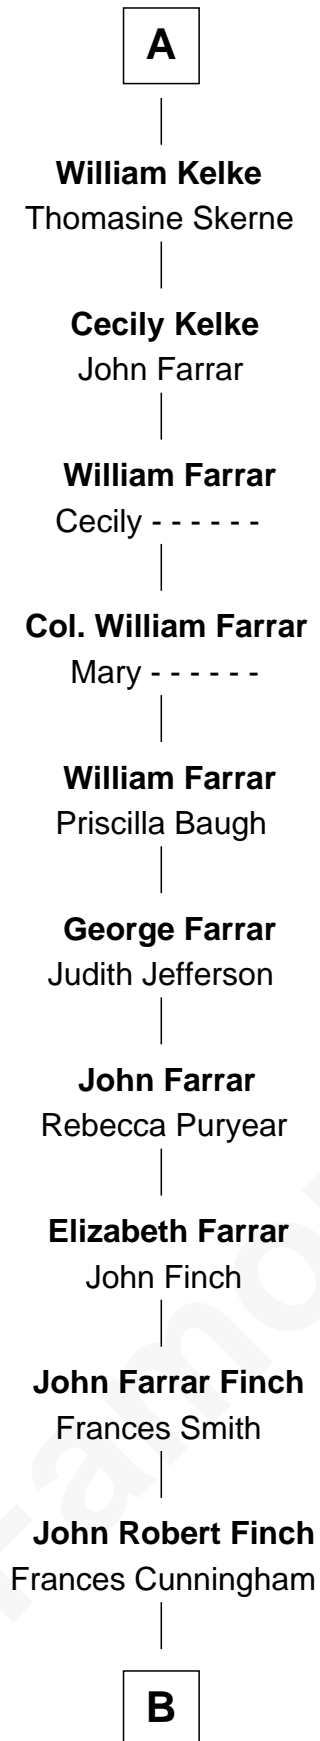 A
William Kelke
Thomasine Skerne
Cecily Kelke
John Farrar
William Farrar
Cecily - - - - - -
Col. William Farrar
Mary - - - - - -
William Farrar
Priscilla Baugh
George Farrar
Judith Jefferson
John Farrar
Rebecca Puryear
Elizabeth Farrar
John Finch
John Farrar Finch
Frances Smith
John Robert Finch
Frances Cunningham
B